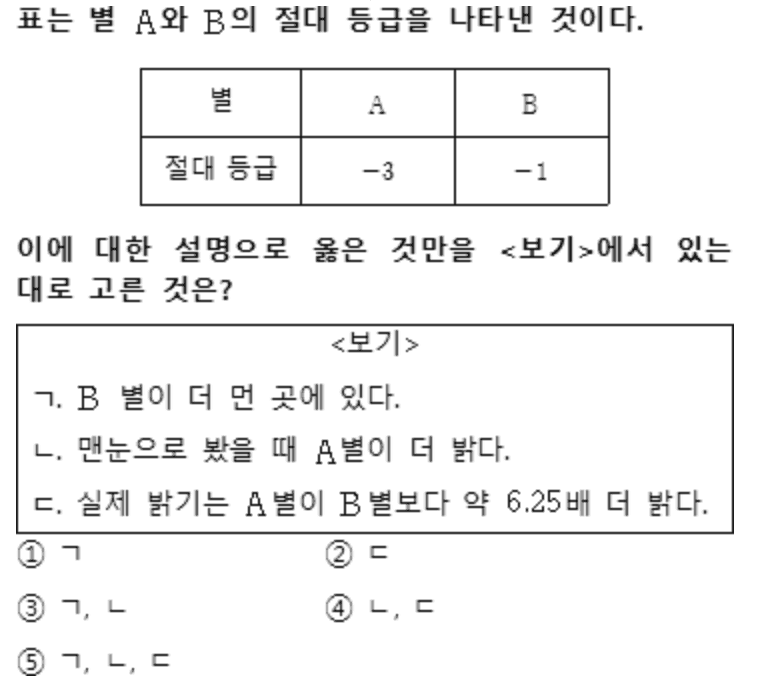 표는 별 A와 B의 절대 등급을 나타낸 것이다.
별 A B
절대 등급 -3 -1
이에 대한 설명으로 옳은 것만을 <보기>에서 있는
대로 고른 것은?
<보기>
ㄱ. B 별이 더 먼 곳에 있다.
ㄴ. 맨눈으로 봤을 때 A별이 더 밝다.
ㄷ. 실제 밝기는 A별이 B별보다 약 6.25배 더 밝다.
① ㄱ ② ㄷ
③ ㄱ, ㄴ ④ ㄴ, ㄷ
⑤ ㄱ, ㄴ, ㄷ